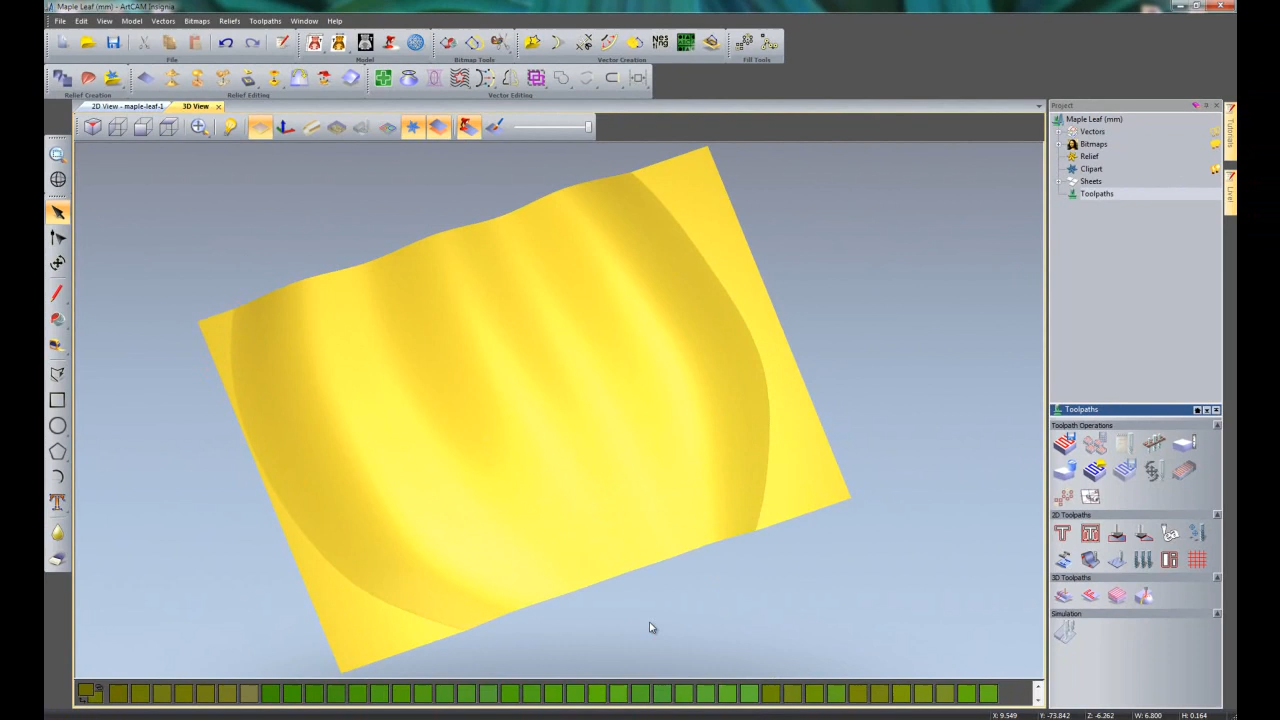 Maple Leaf (mm) - ArtCAM Insignia
File Edit View Model Vectors Bitmaps Reliefs Toolpaths Window Help
File Model Bitmap Tools Vector Creation Fill Tools
Relief Creation Relief Editing Vector Editing
2D View - maple-leaf-1 3D View
Project
Maple Leaf (mm)
Vectors
Bitmaps
Relief
Clipart
Sheets
Toolpaths
Tutorials
Live!
Toolpaths
Toolpath Operations
2D Toolpaths
3D Toolpaths
Simulation
X: 9.549 Y: -73.842 Z: -6.262 W: 6.800 H: 0.164